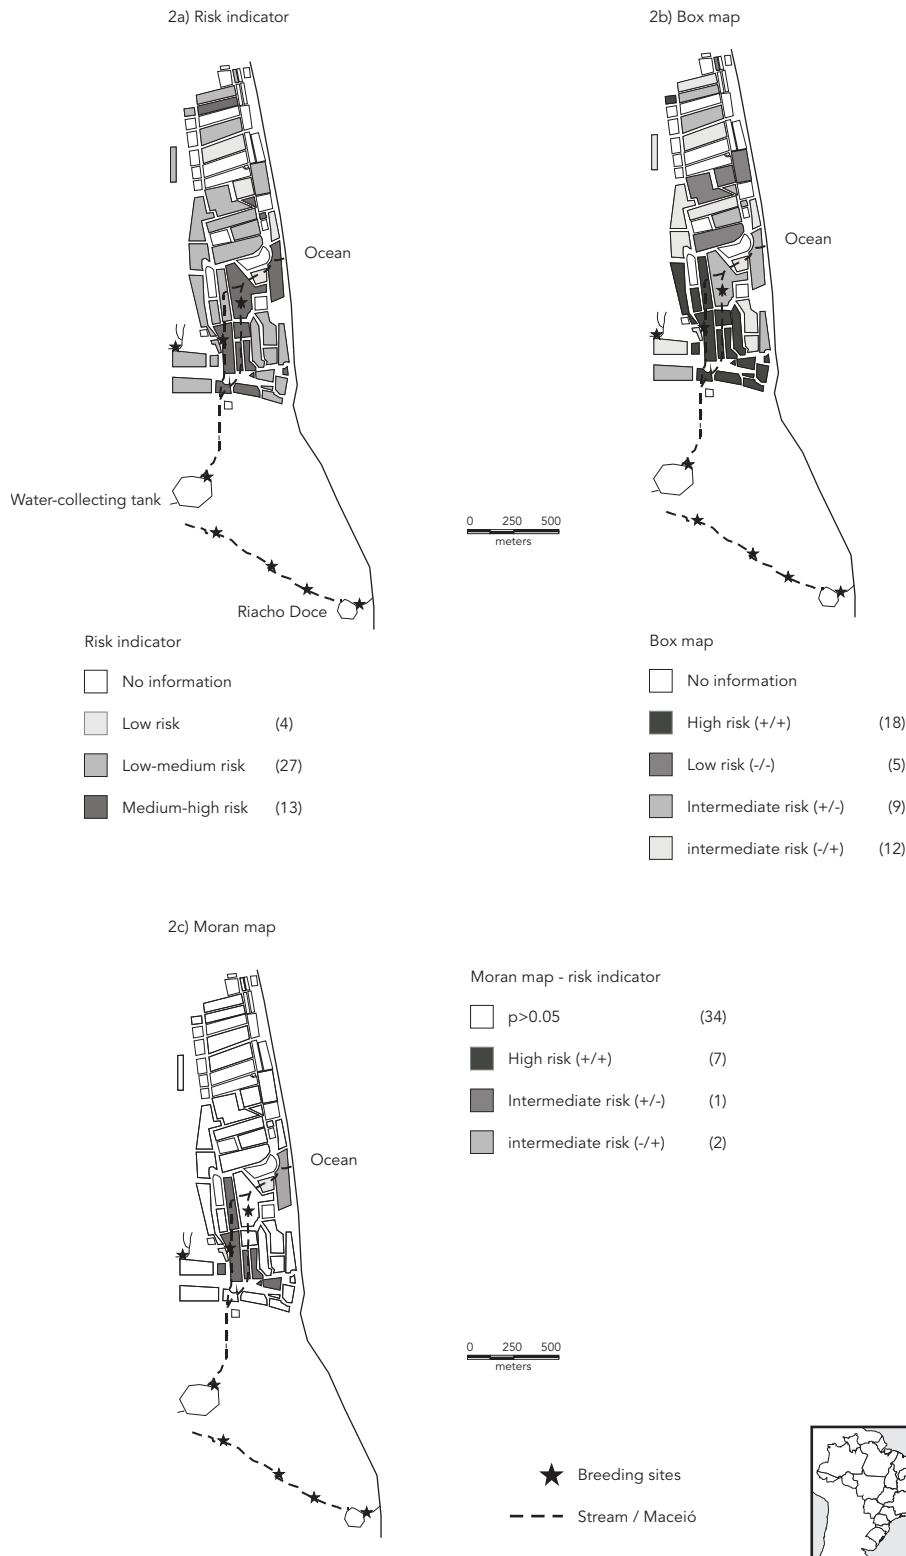 2a) Risk indicator
2b) Box map
Ocean
Ocean
Water-collecting tank
0 250 500
meters
Riacho Doce
Risk indicator
No information
Low risk (4)
Low-medium risk (27)
Medium-high risk (13)
Box map
No information
High risk (+/+) (18)
Low risk (-/-) (5)
Intermediate risk (+/-) (9)
intermediate risk (-/+) (12)
2c) Moran map
Ocean
Moran map - risk indicator
p>0.05 (34)
High risk (+/+) (7)
Intermediate risk (+/-) (1)
intermediate risk (-/+) (2)
0 250 500
meters
Breeding sites
Stream / Maceió